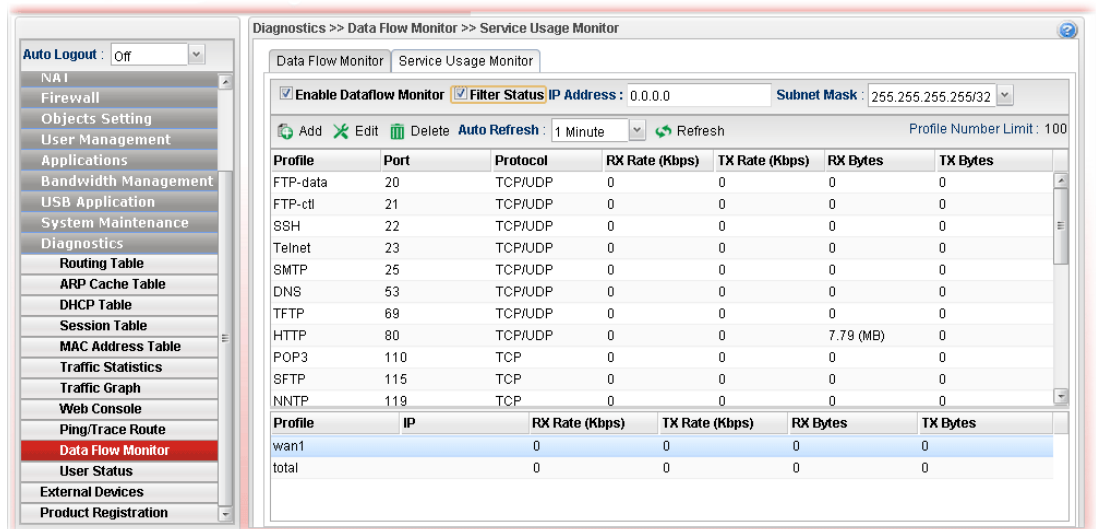 Auto Logout : Off
NAT
Firewall
Objects Setting
User Management
Applications
Bandwidth Management
USB Application
System Maintenance
Diagnostics
Routing Table
ARP Cache Table
DHCP Table
Session Table
MAC Address Table
Traffic Statistics
Traffic Graph
Web Console
Ping/Trace Route
Data Flow Monitor
User Status
External Devices
Product Registration
Diagnostics >> Data Flow Monitor >> Service Usage Monitor
Data Flow Monitor Service Usage Monitor
Enable Dataflow Monitor Filter Status IP Address : 0.0.0.0 Subnet Mask : 255.255.255.255/32
Add Edit Delete Auto Refresh : 1 Minute Refresh Profile Number Limit : 100
Profile Port Protocol RX Rate (Kbps) TX Rate (Kbps) RX Bytes TX Bytes
FTP-data 20 TCP/UDP 0 0 0 0
FTP-ctl 21 TCP/UDP 0 0 0 0
SSH 22 TCP/UDP 0 0 0 0
Telnet 23 TCP/UDP 0 0 0 0
SMTP 25 TCP/UDP 0 0 0 0
DNS 53 TCP/UDP 0 0 0 0
TFTP 69 TCP/UDP 0 0 0 0
HTTP 80 TCP/UDP 0 0 7.79 (MB) 0
POP3 110 TCP 0 0 0 0
SFTP 115 TCP 0 0 0 0
NNTP 119 TCP 0 0 0 0
Profile IP RX Rate (Kbps) TX Rate (Kbps) RX Bytes TX Bytes
wan1 0 0 0 0
total 0 0 0 0